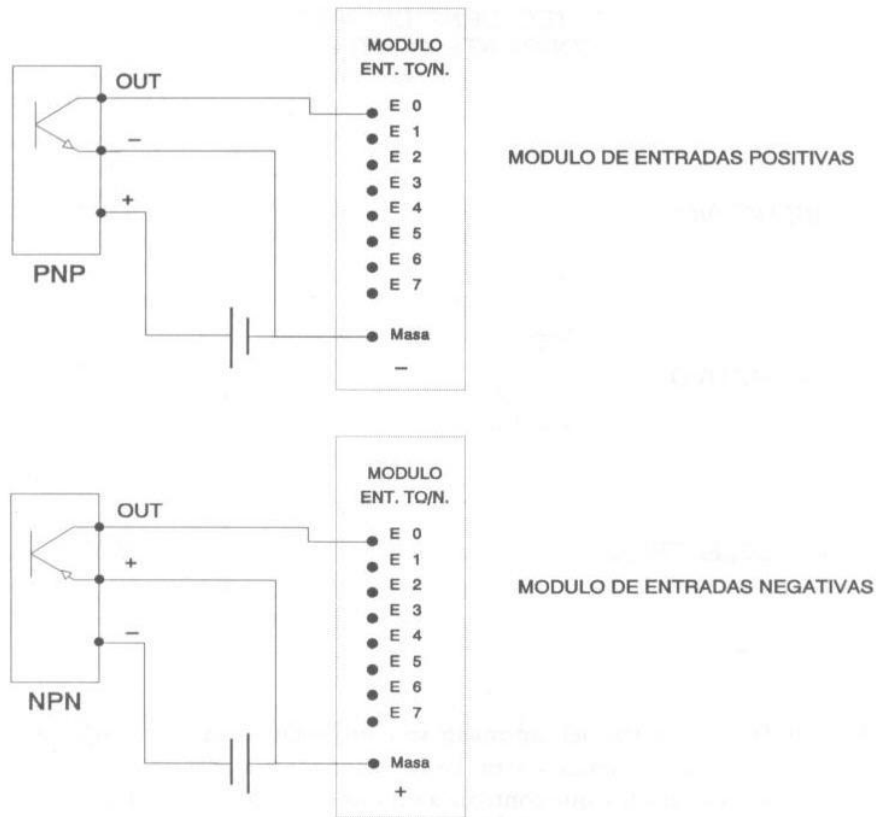 MODULO
ENT. TO/N.
OUT
E 0
E 1
−
E 2
MODULO DE ENTRADAS POSITIVAS
E 3
+
E 4
E 5
E 6
PNP
E 7
Masa
−
MODULO
ENT. TO/N.
OUT
E 0
E 1
+
E 2
MODULO DE ENTRADAS NEGATIVAS
E 3
−
E 4
E 5
E 6
NPN
E 7
Masa
+